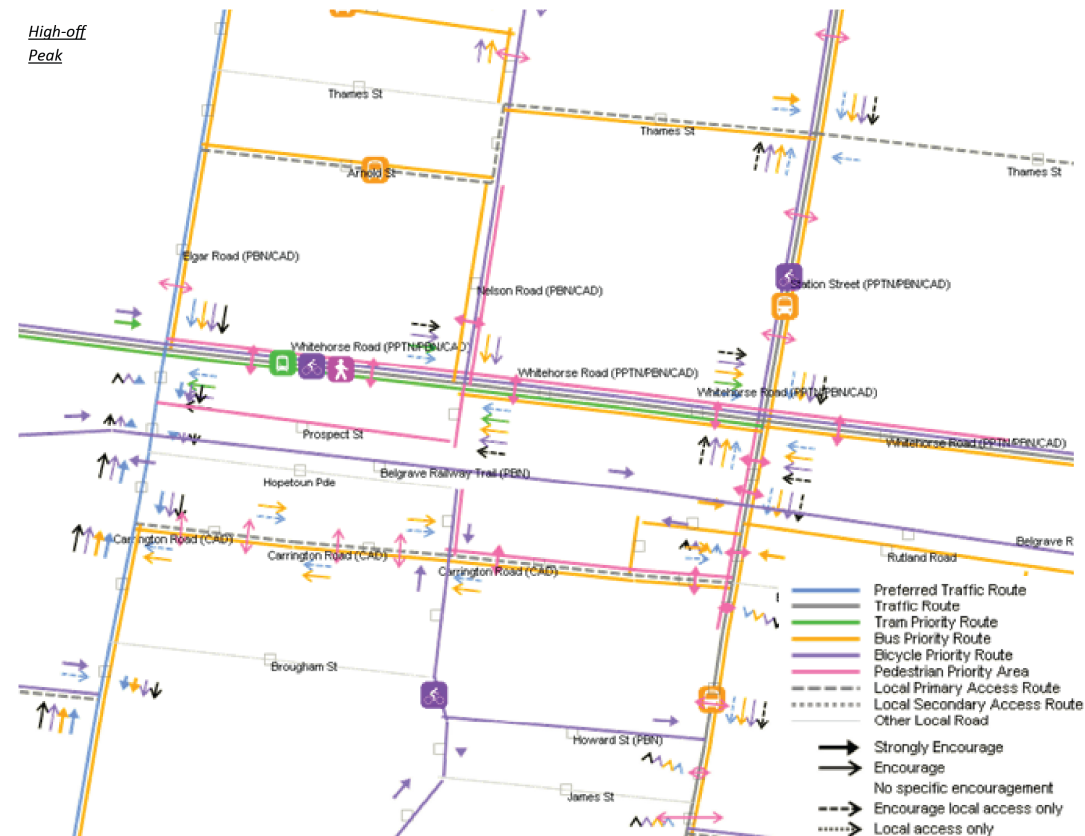 High-off
Peak
Thames St
Thames St
Thames St
Arnold St
Elgar Road (PBN/CAD)
Station Street (PPTN/PBN/CAD)
Nelson Road (PBN/CAD)
Whitehorse Road (PPTN/PBN/CAD)
Whitehorse Road (PPTN/PBN/CAD)
Whitehorse Road (PPTN/PBN/CAD)
Prospect St
Whitehorse Road (PPTN/PBN/CAD)
Belgrave Railway Trail (PBN)
Hopetoun Pde
Carrington Road (CAD)
Belgrave R
Carrington Road (CAD)
Rutland Road
Carrington Road (CAD)
Brougham St
Howard St (PBN)
James St
Preferred Traffic Route
Traffic Route
Tram Priority Route
Bus Priority Route
Bicycle Priority Route
Pedestrian Priority Area
Local Primary Access Route
Local Secondary Access Route
Other Local Road
Strongly Encourage
Encourage
No specific encouragement
Encourage local access only
Local access only